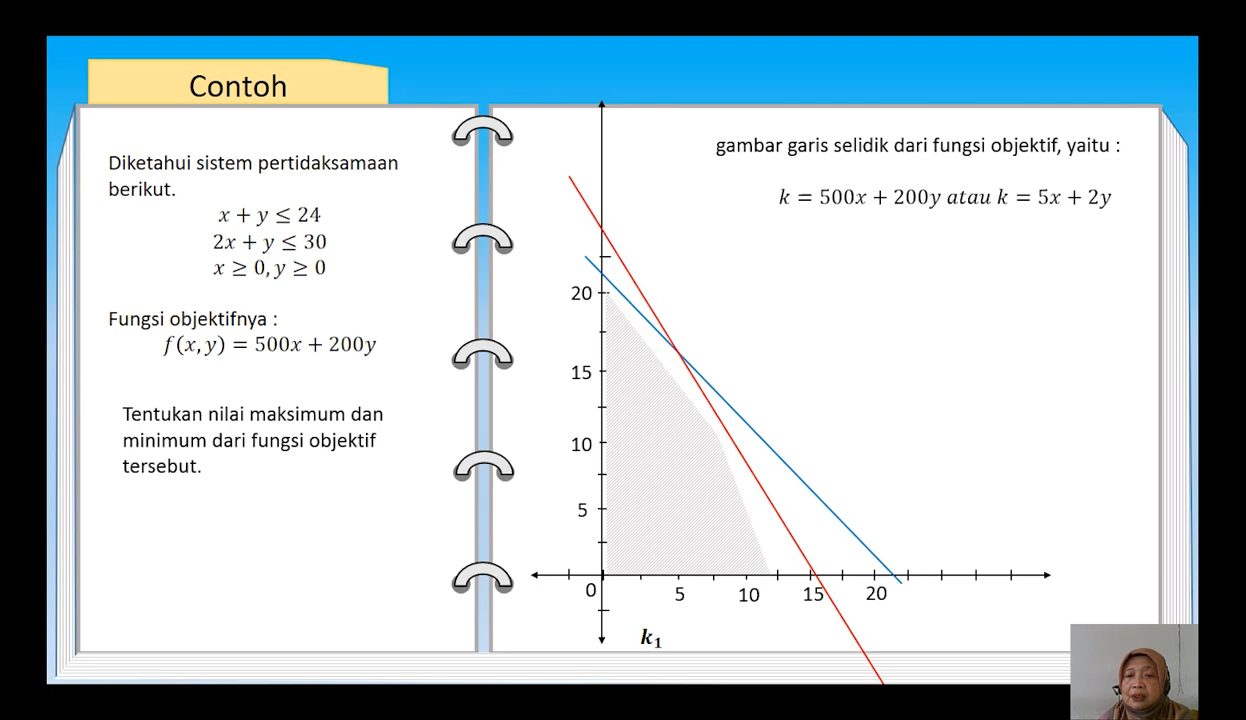 Contoh
Diketahui sistem pertidaksamaan
berikut.
x + y ≤ 24
2x + y ≤ 30
x ≥ 0, y ≥ 0
Fungsi objektifnya :
f(x, y) = 500x + 200y
Tentukan nilai maksimum dan
minimum dari fungsi objektif
tersebut.
gambar garis selidik dari fungsi objektif, yaitu :
k = 500x + 200y atau k = 5x + 2y
20
15
10
5
0 5 10 15 20
k₁